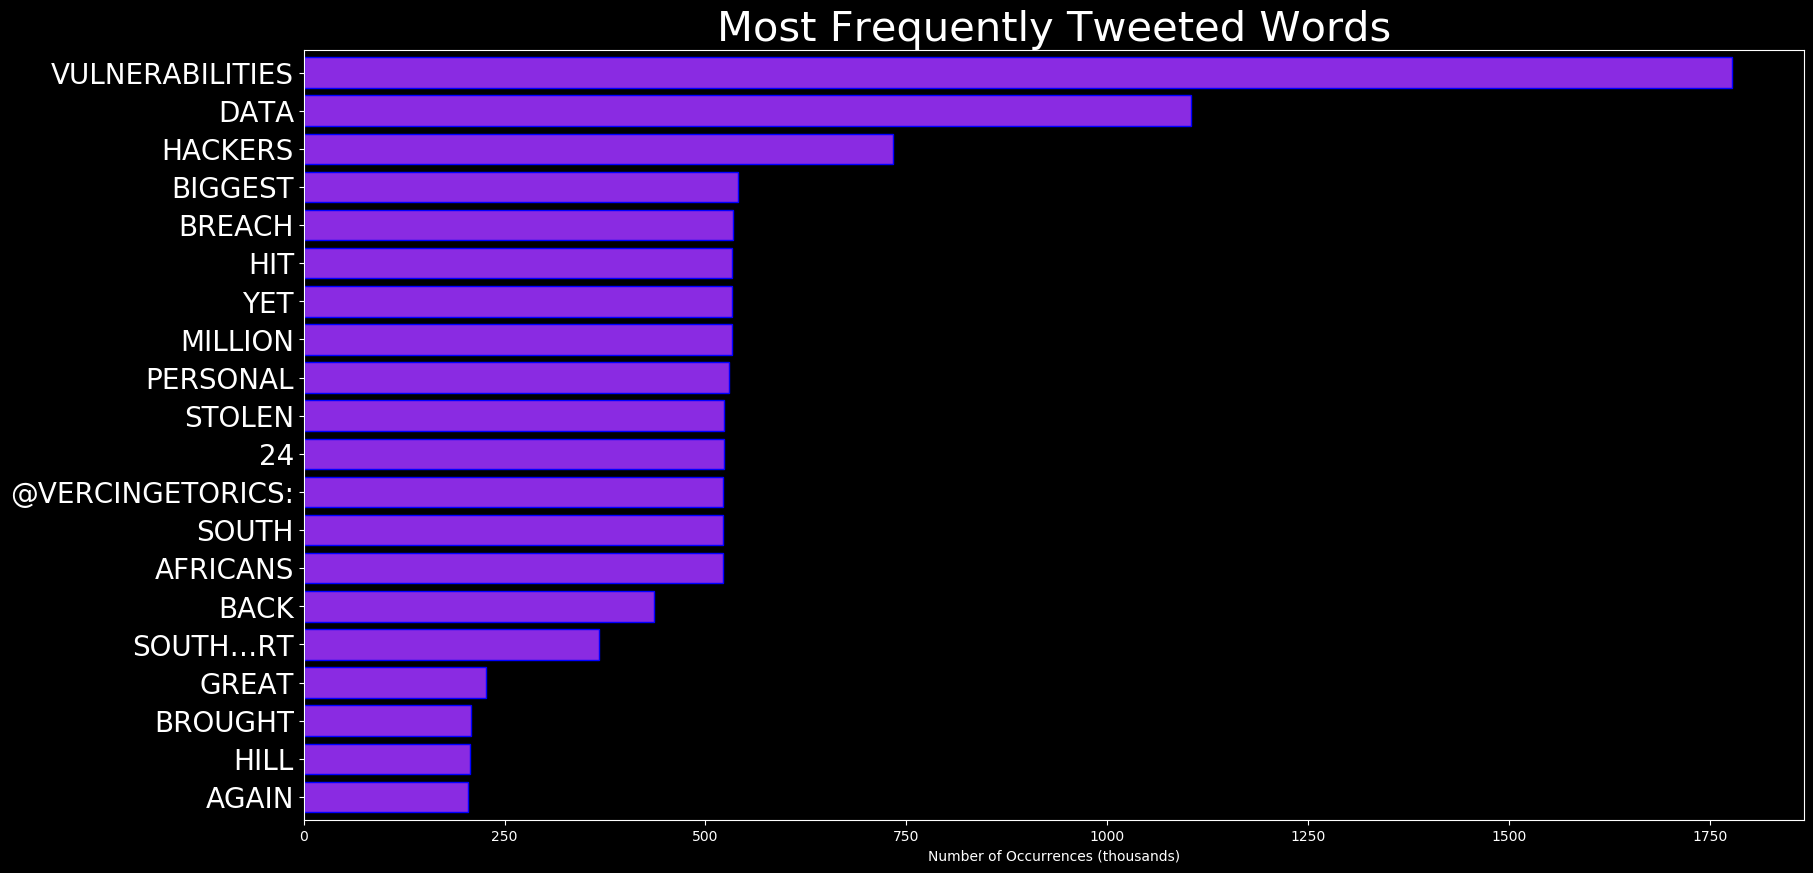 Most Frequently Tweeted Words
VULNERABILITIES
DATA
HACKERS
BIGGEST
BREACH
HIT
YET
MILLION
PERSONAL
STOLEN
24
@VERCINGETORICS:
SOUTH
AFRICANS
BACK
SOUTH…RT
GREAT
BROUGHT
HILL
AGAIN
0 250 500 750 1000 1250 1500 1750
Number of Occurrences (thousands)